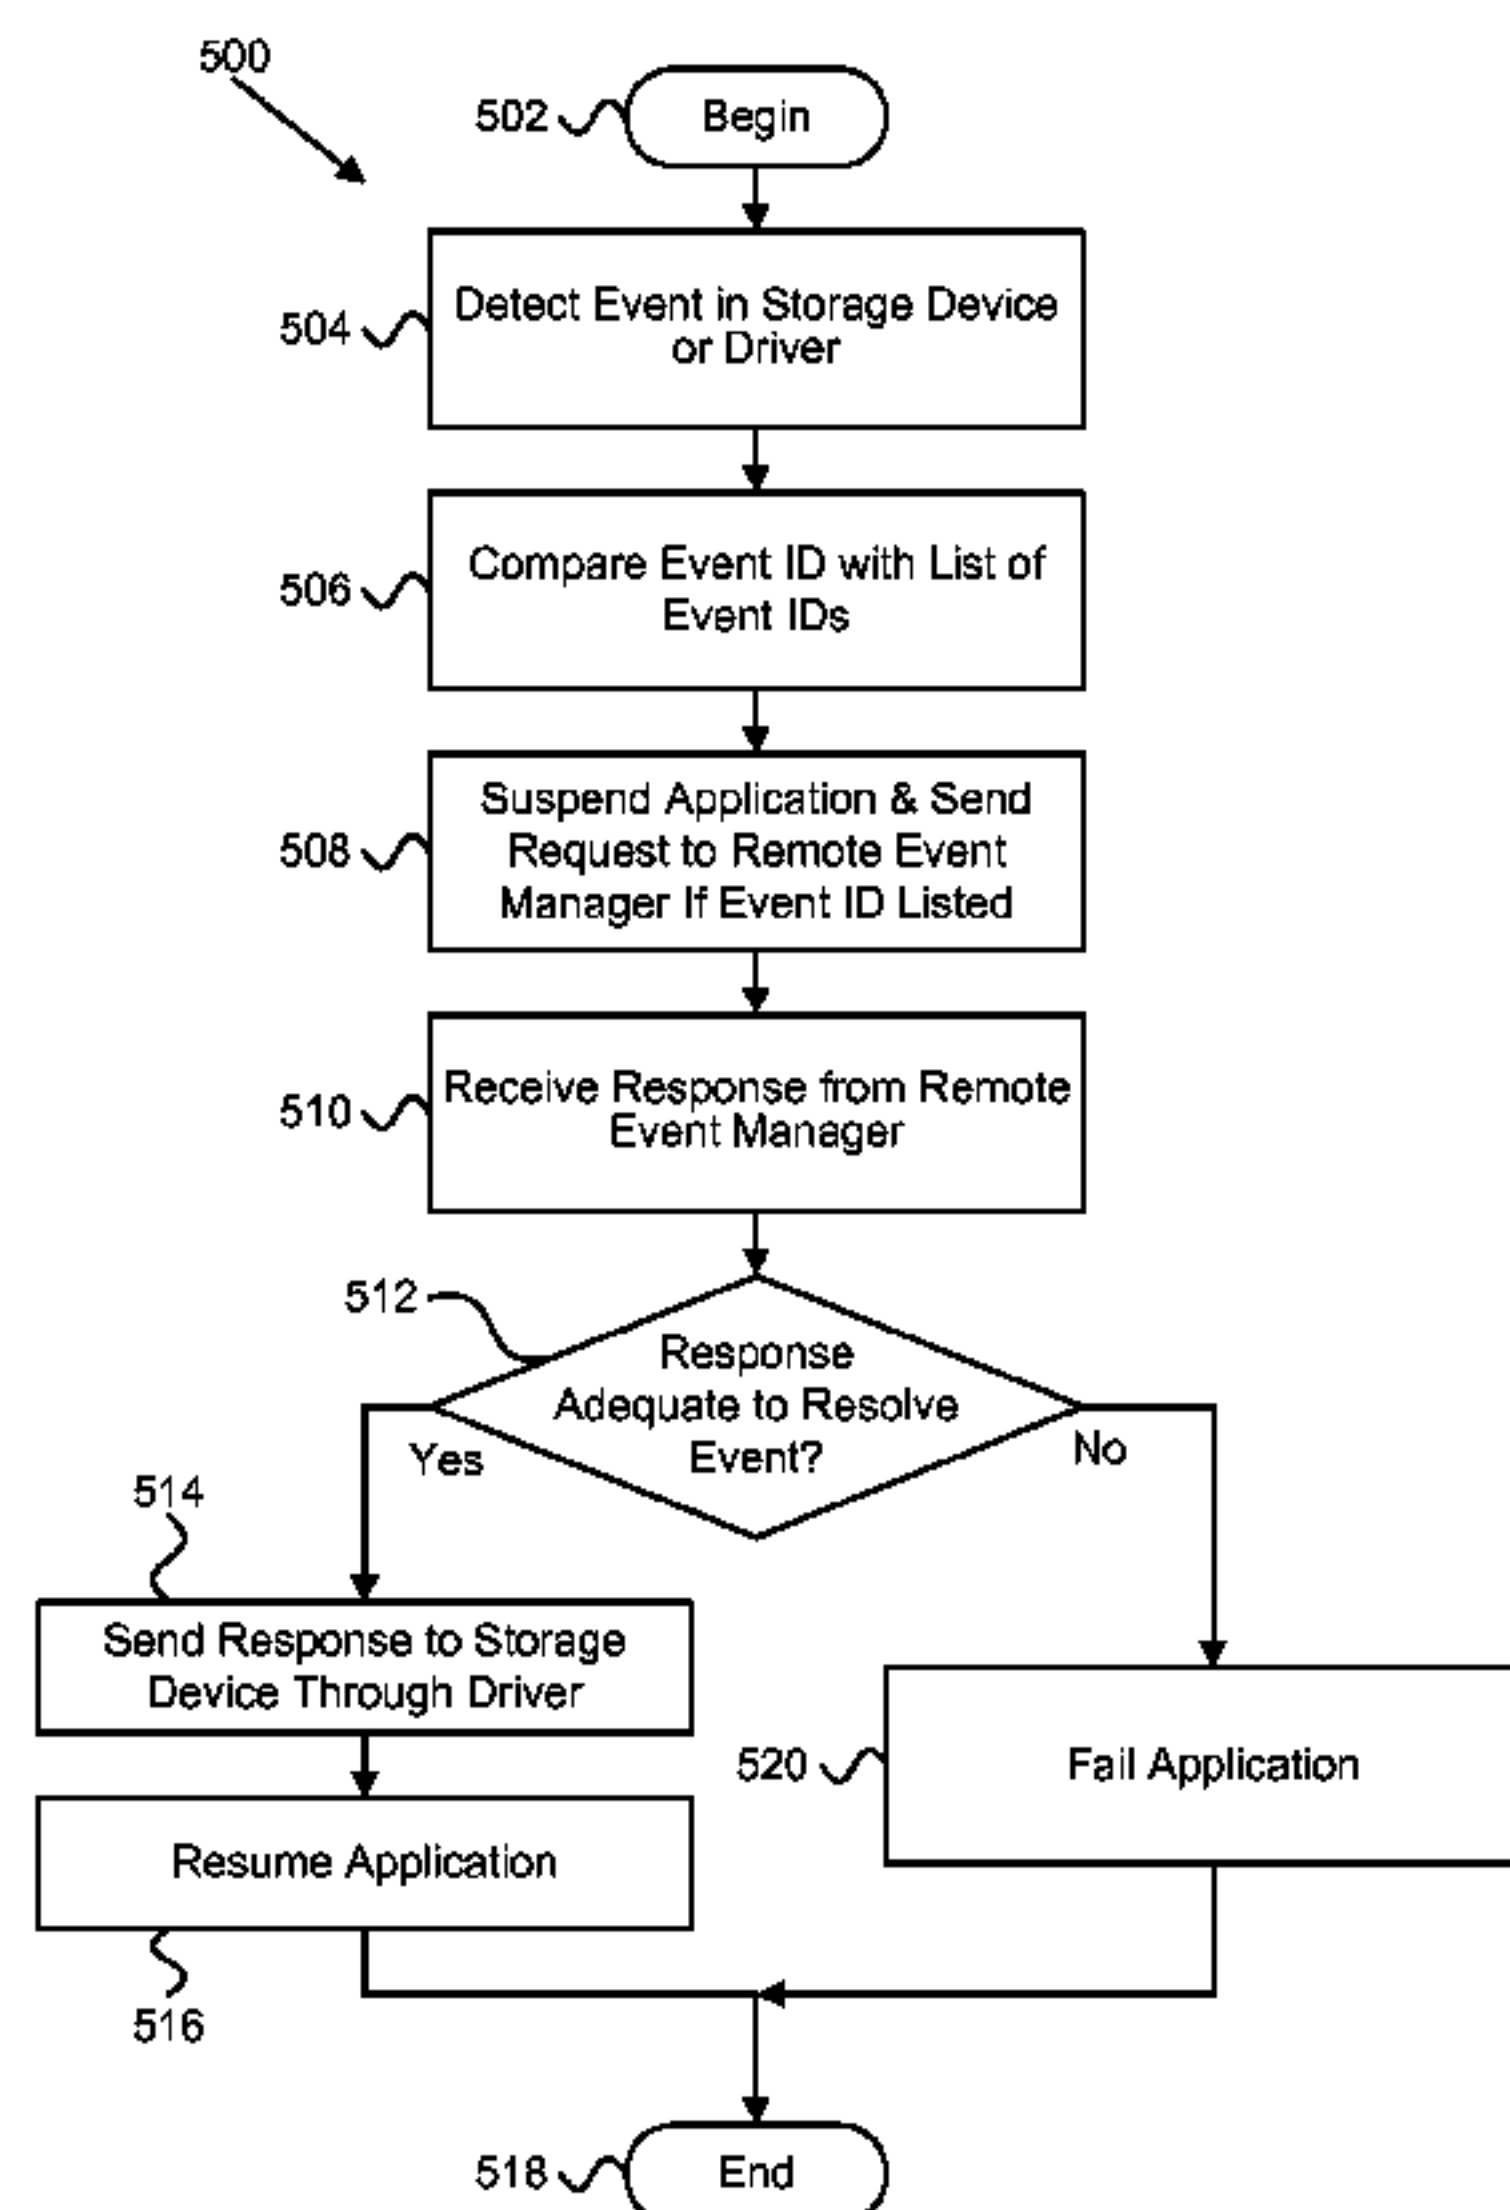 500
502
Begin
504
Detect Event in Storage Device
or Driver
506
Compare Event ID with List of
Event IDs
508
Suspend Application & Send
Request to Remote Event
Manager If Event ID Listed
510
Receive Response from Remote
Event Manager
512
Response
Adequate to Resolve
Event?
Yes
No
514
Send Response to Storage
Device Through Driver
520
Fail Application
Resume Application
516
518
End